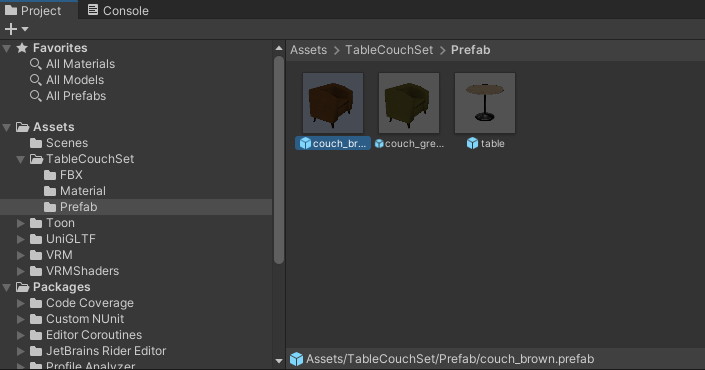 Project
Console
Favorites
All Materials
All Models
All Prefabs
Assets
Scenes
TableCouchSet
FBX
Material
Prefab
Toon
UniGLTF
VRM
VRMShaders
Packages
Code Coverage
Custom NUnit
Editor Coroutines
JetBrains Rider Editor
Profile Analyzer
Assets > TableCouchSet > Prefab
couch_br... couch_gre... table
Assets/TableCouchSet/Prefab/couch_brown.prefab